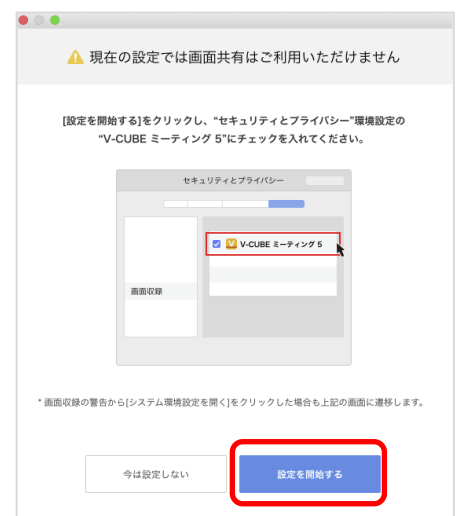 現在の設定では画面共有はご利用いただけません
[設定を開始する]をクリックし、“セキュリティとプライバシー”環境設定の
“V-CUBE ミーティング 5”にチェックを入れてください。
セキュリティとプライバシー
V-CUBE ミーティング 5
画面収録
* 画面収録の警告から[システム環境設定を開く]をクリックした場合も上記の画面に遷移します。
今は設定しない
設定を開始する